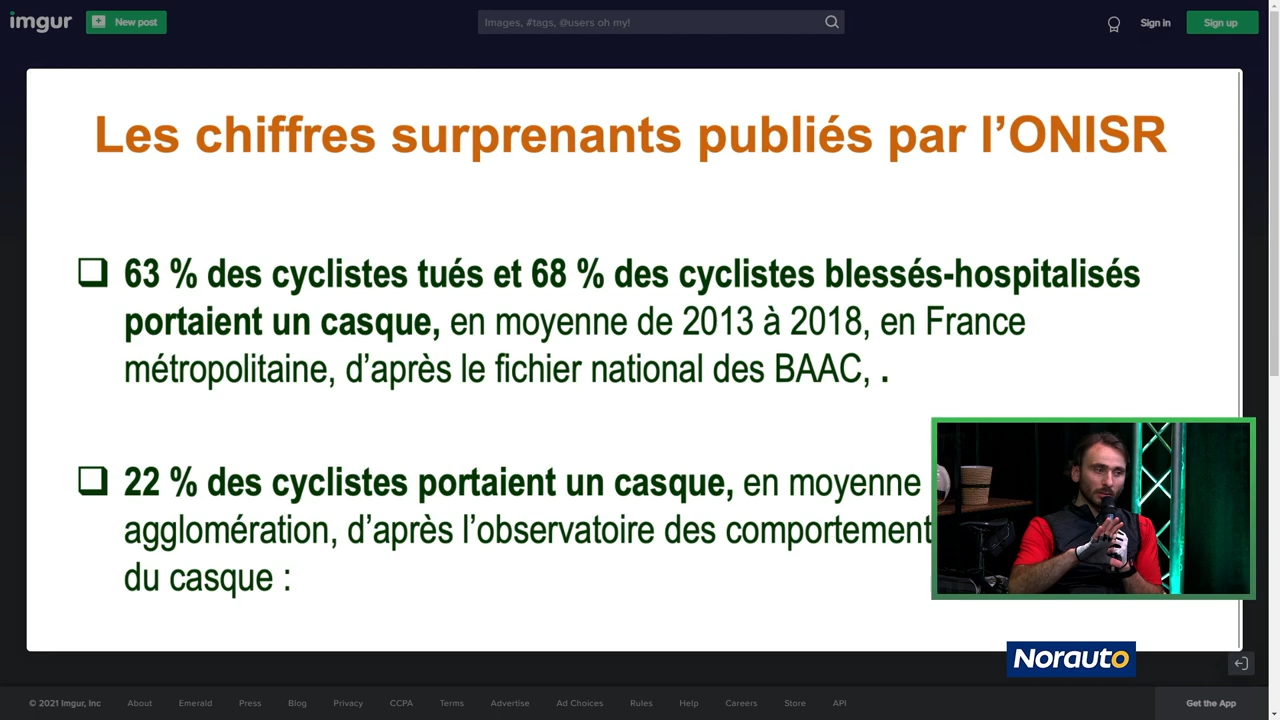 imgur
New post
Images, #tags, @users oh my!
Sign in
Sign up
Les chiffres surprenants publiés par l'ONISR
63 % des cyclistes tués et 68 % des cyclistes blessés-hospitalisés
portaient un casque, en moyenne de 2013 à 2018, en France
métropolitaine, d'après le fichier national des BAAC, .
22 % des cyclistes portaient un casque, en moyenne
agglomération, d'après l'observatoire des comportement
du casque :
Norauto
© 2021 Imgur, Inc
About
Emerald
Press
Blog
Privacy
CCPA
Terms
Advertise
Ad Choices
Rules
Help
Careers
Store
API
Get the App